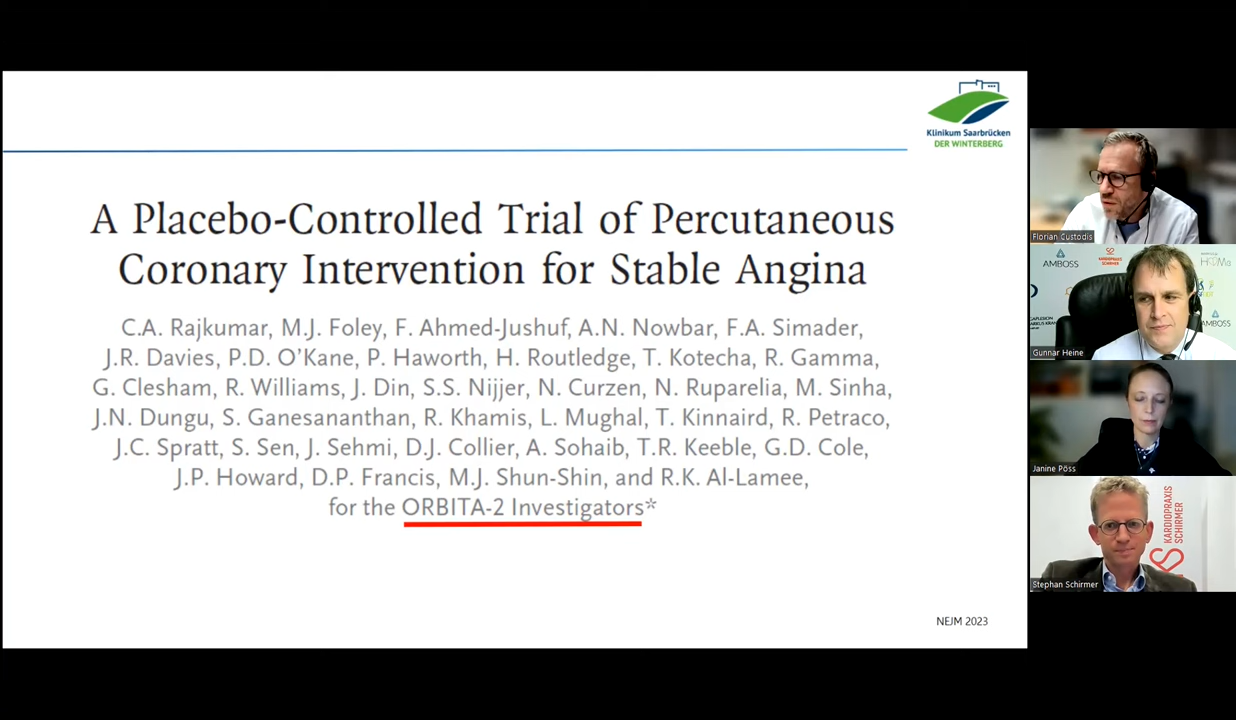 Klinikum Saarbrücken
DER WINTERBERG
A Placebo-Controlled Trial of Percutaneous
Coronary Intervention for Stable Angina
C.A. Rajkumar, M.J. Foley, F. Ahmed-Jushuf, A.N. Nowbar, F.A. Simader,
J.R. Davies, P.D. O’Kane, P. Haworth, H. Routledge, T. Kotecha, R. Gamma,
G. Clesham, R. Williams, J. Din, S.S. Nijjer, N. Curzen, N. Ruparelia, M. Sinha,
J.N. Dungu, S. Ganesananthan, R. Khamis, L. Mughal, T. Kinnaird, R. Petraco,
J.C. Spratt, S. Sen, J. Sehmi, D.J. Collier, A. Sohaib, T.R. Keeble, G.D. Cole,
J.P. Howard, D.P. Francis, M.J. Shun-Shin, and R.K. Al-Lamee,
for the ORBITA-2 Investigators*
NEJM 2023
Florian Custodis
AMBOSS
KARDIOPRAXIS
SCHIRMER
AMBOSS
Gunnar Heine
Janine Pöss
KARDIOPRAXIS
SCHIRMER
Stephan Schirmer